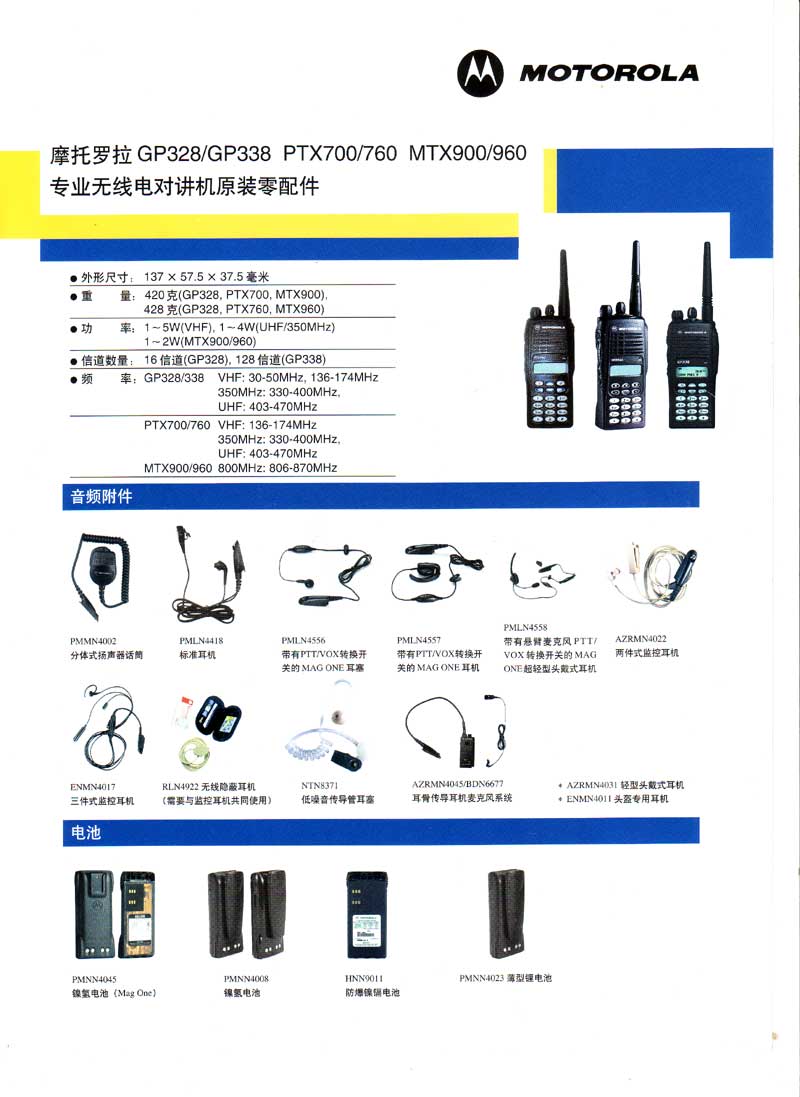 MOTOROLA
摩托罗拉 GP328/GP338 PTX700/760 MTX900/960
专业无线电对讲机原装零配件
● 外形尺寸: 137 × 57.5 × 37.5 毫米
● 重 量: 420克(GP328, PTX700, MTX900),
428克(GP328, PTX760, MTX960)
● 功 率: 1~5W(VHF), 1~4W(UHF/350MHz)
1~2W(MTX900/960)
● 信道数量: 16信道(GP328), 128信道(GP338)
● 频 率: GP328/338 VHF: 30-50MHz, 136-174MHz
350MHz: 330-400MHz,
UHF: 403-470MHz
PTX700/760 VHF: 136-174MHz
350MHz: 330-400MHz,
UHF: 403-470MHz
MTX900/960 800MHz: 806-870MHz
音频附件
PMMN4002
分体式扬声器话筒
PMLN4418
标准耳机
PMLN4556
带有PTT/VOX转换开
关的 MAG ONE 耳塞
PMLN4557
带有PTT/VOX转换开
关的 MAG ONE 耳机
PMLN4558
带有悬臂麦克风 PTT/
VOX 转换开关的 MAG
ONE超轻型头戴式耳机
AZRMN4022
两件式监控耳机
ENMN4017
三件式监控耳机
RLN4922 无线隐蔽耳机
(需要与监控耳机共同使用)
NTN8371
低噪音传导管耳塞
AZRMN4045/BDN6677
耳骨传导耳机麦克风系统
* AZRMN4031 轻型头戴式耳机
* ENMN4011 头盔专用耳机
电池
PMNN4045
镍氢电池 (Mag One)
PMNN4008
镍氢电池
HNN9011
防爆镍镉电池
PMNN4023 薄型锂电池